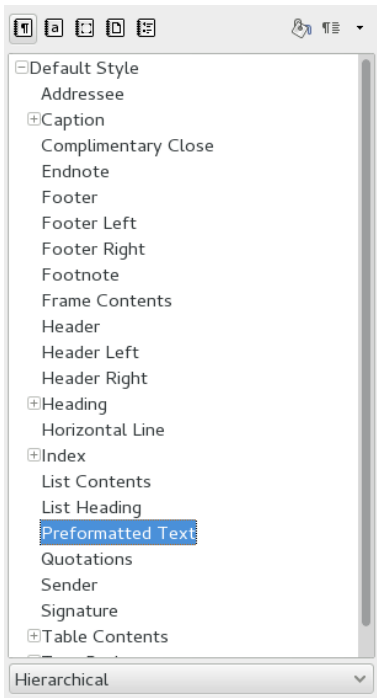 Default Style
Addressee
Caption
Complimentary Close
Endnote
Footer
Footer Left
Footer Right
Footnote
Frame Contents
Header
Header Left
Header Right
Heading
Horizontal Line
Index
List Contents
List Heading
Preformatted Text
Quotations
Sender
Signature
Table Contents
Hierarchical